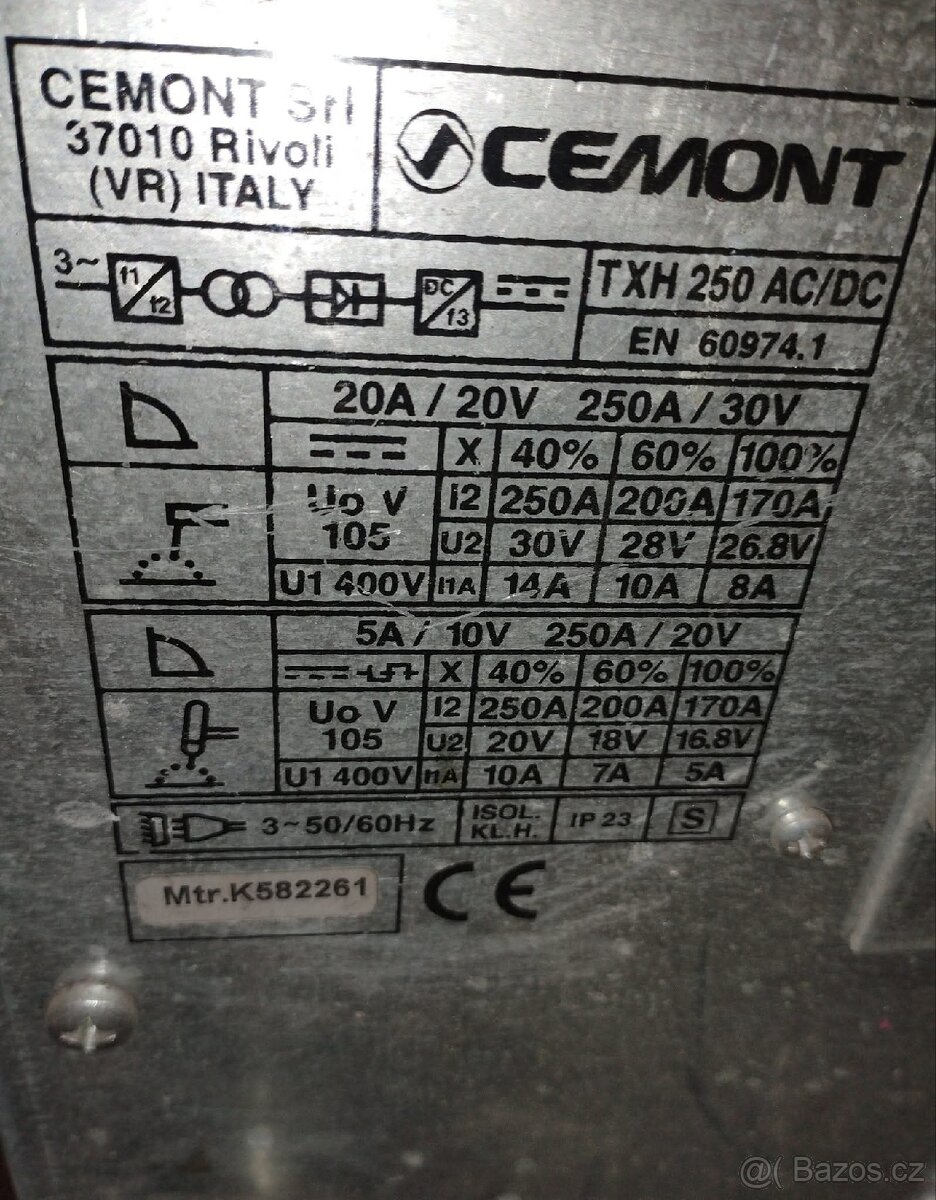 CEMONT Srl
37010 Rivoli
(VR) ITALY
CEMONT
3~ f1 f2 DC f3
TXH 250 AC/DC
EN 60974.1
20A / 20V 250A / 30V
X 40% 60% 100%
Uo V 105
I2 250A 200A 170A
U2 30V 28V 26.8V
U1 400V I1A 14A 10A 8A
5A / 10V 250A / 20V
X 40% 60% 100%
Uo V 105
I2 250A 200A 170A
U2 20V 18V 16.8V
U1 400V I1A 10A 7A 5A
3~50/60Hz ISOL. KL.H. IP 23 S
Mtr.K582261 CE
@( Bazos.cz